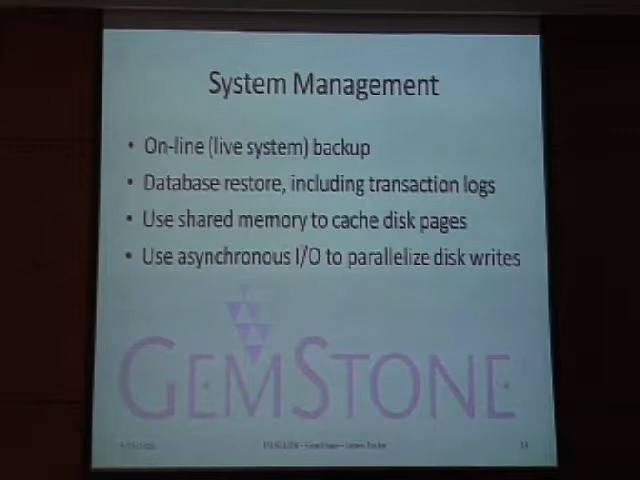 System Management
• On-line (live system) backup
• Database restore, including transaction logs
• Use shared memory to cache disk pages
• Use asynchronous I/O to parallelize disk writes
GEMSTONE